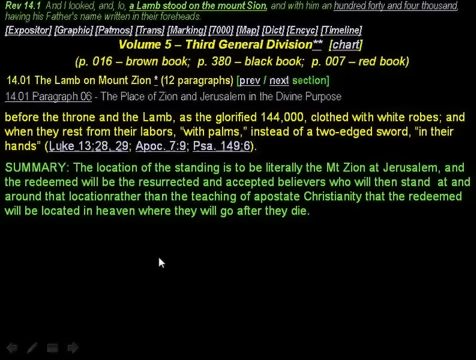 Rev 14.1 And I looked, and, lo, a Lamb stood on the mount Sion, and with him an hundred forty and four thousand,
having his Father's name written in their foreheads.
[Expositor] [Graphic] [Patmos] [Trans] [Marking] [7000] [Map] [Dict] [Encyc] [Timeline]
Volume 5 – Third General Division** [chart]
(p. 016 – brown book; p. 380 – black book; p. 007 – red book)
14.01 The Lamb on Mount Zion * (12 paragraphs) [prev / next section]
14.01 Paragraph 06 - The Place of Zion and Jerusalem in the Divine Purpose
before the throne and the Lamb, as the glorified 144,000, clothed with white robes; and
when they rest from their labors, “with palms,” instead of a two-edged sword, “in their
hands” (Luke 13:28, 29; Apoc. 7:9; Psa. 149:6).
SUMMARY: The location of the standing is to be literally the Mt Zion at Jerusalem, and
the redeemed will be the resurrected and accepted believers who will then stand at and
around that locationrather than the teaching of apostate Christianity that the redeemed
will be located in heaven where they will go after they die.